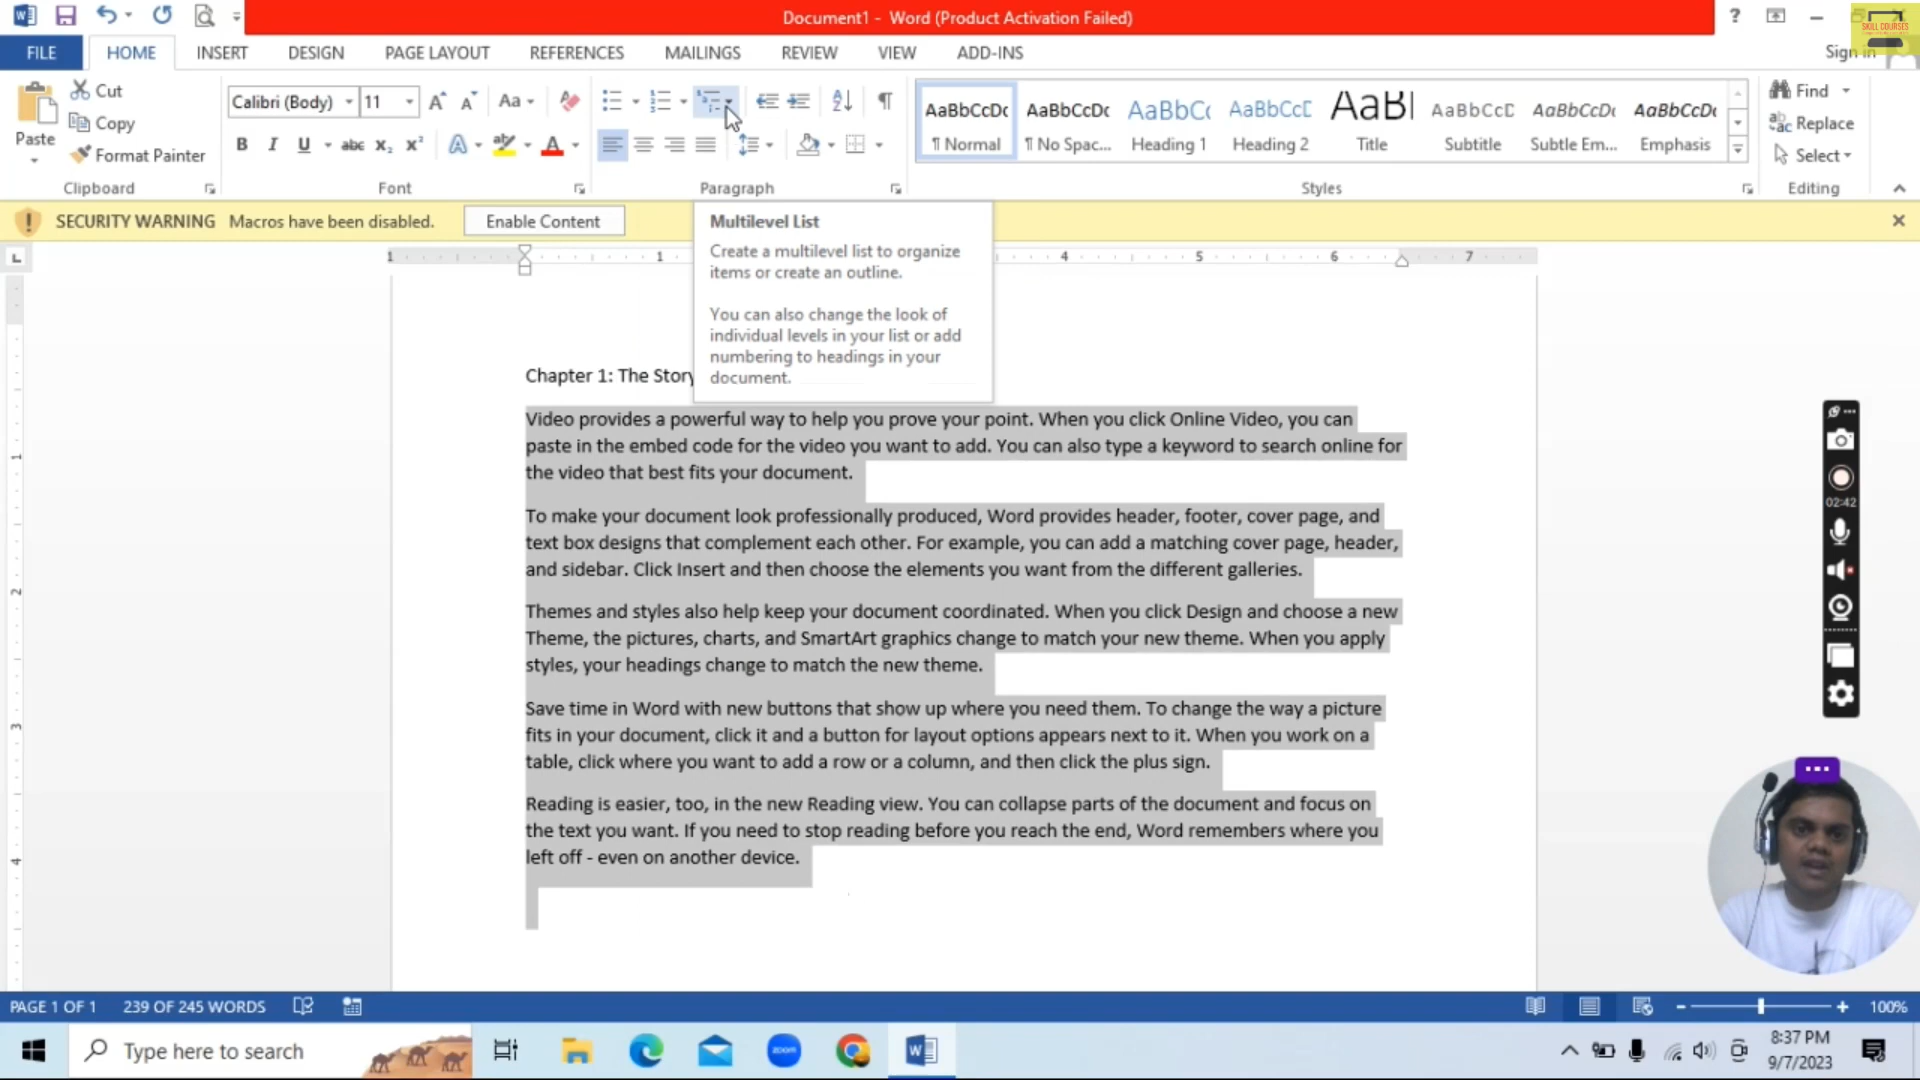 Document1 - Word (Product Activation Failed)
SKILL COURSES
FILE HOME INSERT DESIGN PAGE LAYOUT REFERENCES MAILINGS REVIEW VIEW ADD-INS Sign in
Cut
Copy
Format Painter
Paste
Clipboard
Calibri (Body) 11
Font
Paragraph
AaBbCcDc AaBbCcDc AaBbC AaBbCcD AaB AaBbCcD AaBbCcDc AaBbCcDc
¶ Normal ¶ No Spac... Heading 1 Heading 2 Title Subtitle Subtle Em... Emphasis
Styles
Find
Replace
Select
Editing
SECURITY WARNING Macros have been disabled. Enable Content
Multilevel List
Create a multilevel list to organize
items or create an outline.
You can also change the look of
individual levels in your list or add
numbering to headings in your
document.
1 1 4 5 6 7
Chapter 1: The Story
Video provides a powerful way to help you prove your point. When you click Online Video, you can
paste in the embed code for the video you want to add. You can also type a keyword to search online for
the video that best fits your document.
To make your document look professionally produced, Word provides header, footer, cover page, and
text box designs that complement each other. For example, you can add a matching cover page, header,
and sidebar. Click Insert and then choose the elements you want from the different galleries.
Themes and styles also help keep your document coordinated. When you click Design and choose a new
Theme, the pictures, charts, and SmartArt graphics change to match your new theme. When you apply
styles, your headings change to match the new theme.
Save time in Word with new buttons that show up where you need them. To change the way a picture
fits in your document, click it and a button for layout options appears next to it. When you work on a
table, click where you want to add a row or a column, and then click the plus sign.
Reading is easier, too, in the new Reading view. You can collapse parts of the document and focus on
the text you want. If you need to stop reading before you reach the end, Word remembers where you
left off - even on another device.
02:42
PAGE 1 OF 1 239 OF 245 WORDS 100%
Type here to search
zoom
8:37 PM
9/7/2023